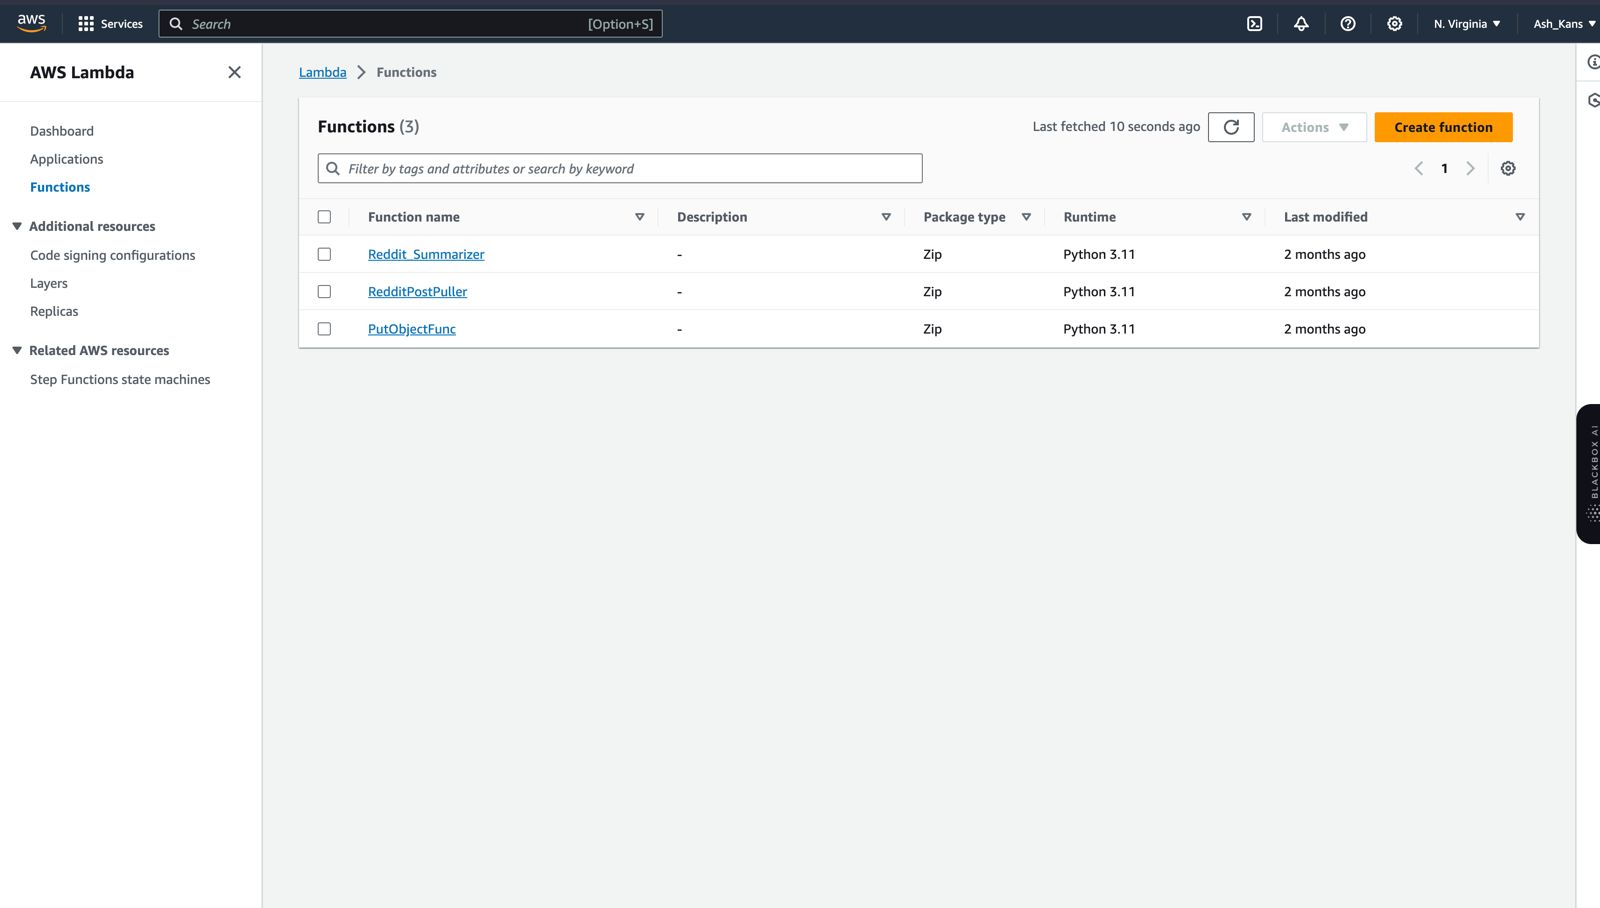 aws
Services
Search
[Option+S]
N. Virginia
Ash_Kans
AWS Lambda
Dashboard
Applications
Functions
Additional resources
Code signing configurations
Layers
Replicas
Related AWS resources
Step Functions state machines
Lambda
Functions
Functions (3)
Last fetched 10 seconds ago
Actions
Create function
Filter by tags and attributes or search by keyword
1
Function name Description Package type Runtime Last modified
Reddit_Summarizer - Zip Python 3.11 2 months ago
RedditPostPuller - Zip Python 3.11 2 months ago
PutObjectFunc - Zip Python 3.11 2 months ago
BLACKBOX AI